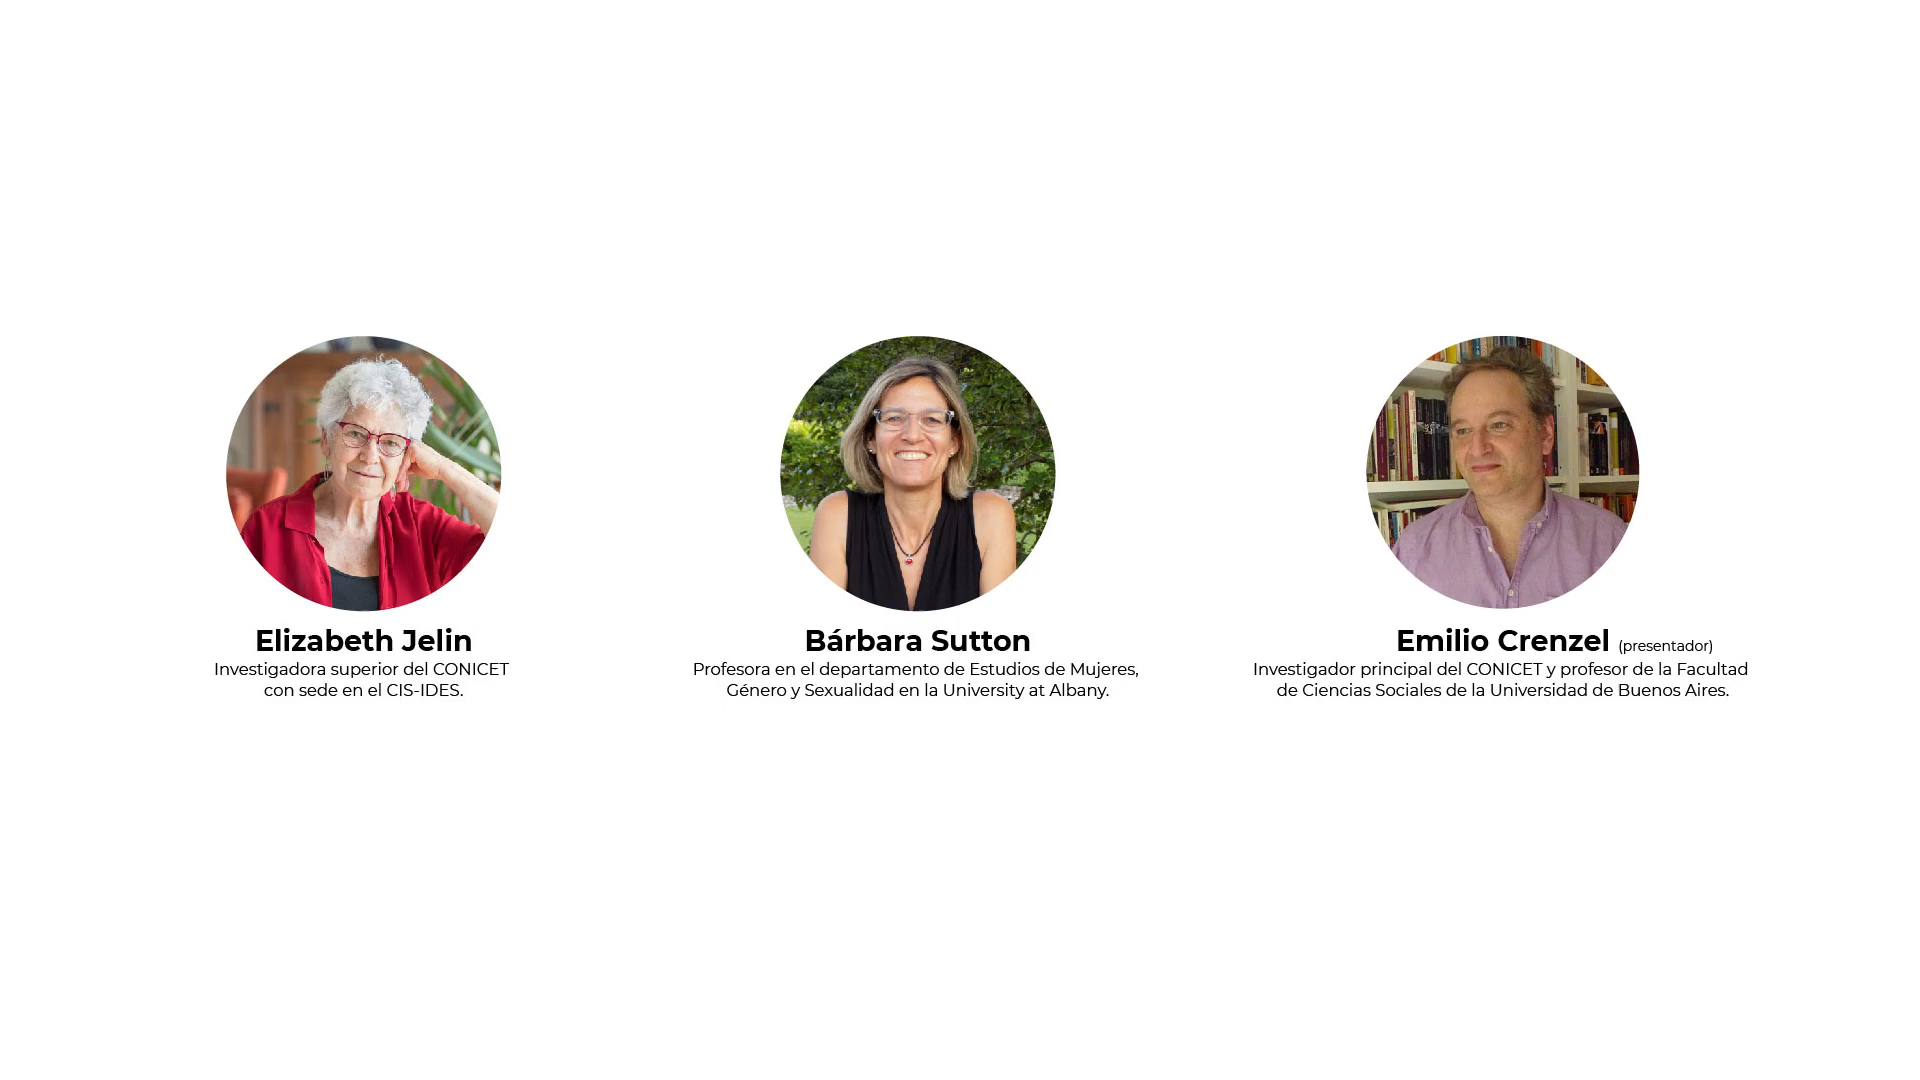 Elizabeth Jelin
Investigadora superior del CONICET
con sede en el CIS-IDES.
Bárbara Sutton
Profesora en el departamento de Estudios de Mujeres,
Género y Sexualidad en la University at Albany.
Emilio Crenzel (presentador)
Investigador principal del CONICET y profesor de la Facultad
de Ciencias Sociales de la Universidad de Buenos Aires.